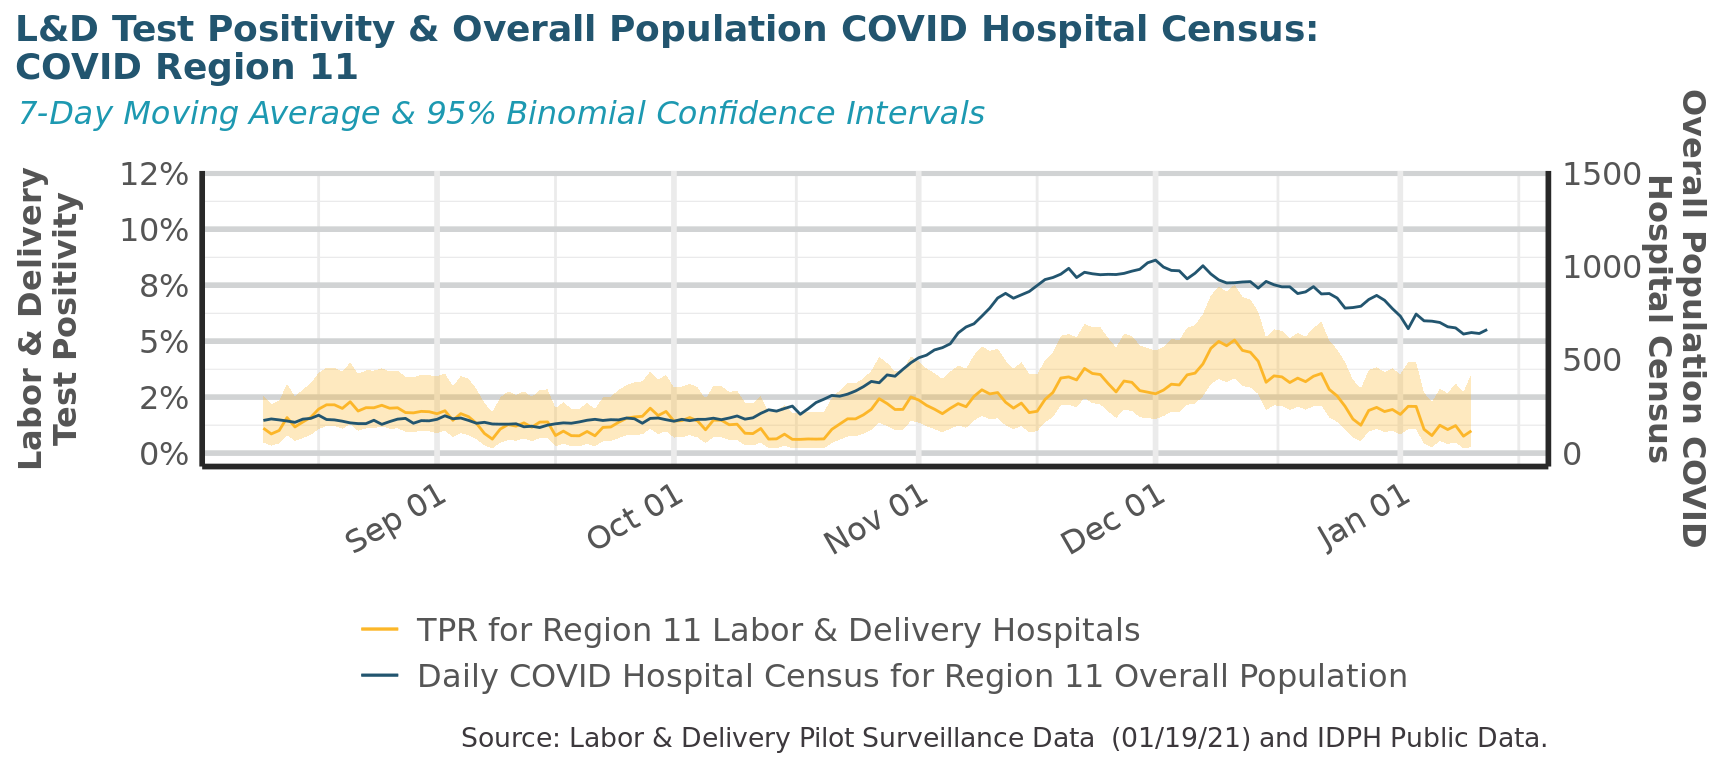 L&D Test Positivity & Overall Population COVID Hospital Census:
COVID Region 11
7-Day Moving Average & 95% Binomial Confidence Intervals
Labor & Delivery
Test Positivity
12%
10%
8%
5%
2%
0%
1500
1000
500
0
Overall Population COVID
Hospital Census
Sep 01
Oct 01
Nov 01
Dec 01
Jan 01
TPR for Region 11 Labor & Delivery Hospitals
Daily COVID Hospital Census for Region 11 Overall Population
Source: Labor & Delivery Pilot Surveillance Data  (01/19/21) and IDPH Public Data.